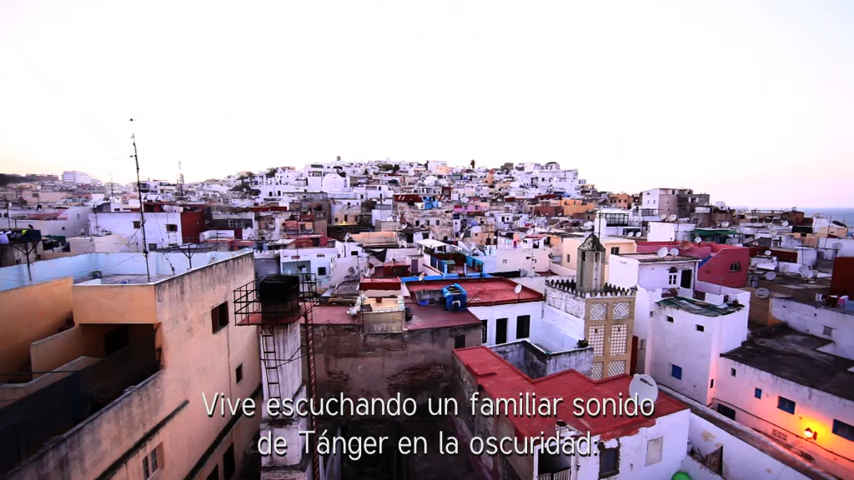 Vive escuchando un familiar sonido
de Tánger en la oscuridad: